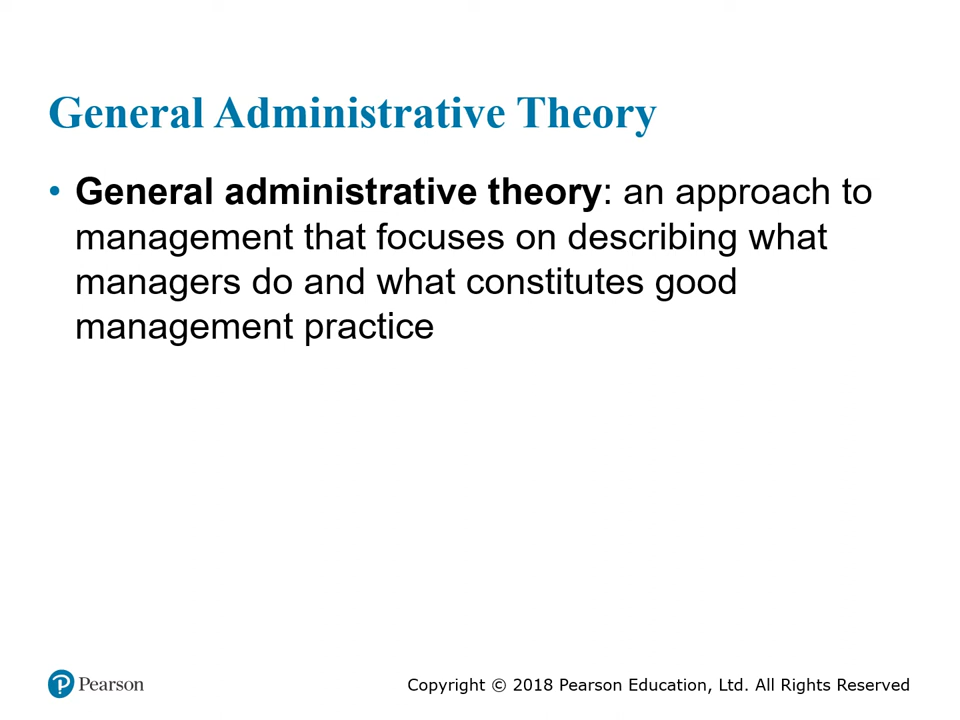 General Administrative Theory
• General administrative theory: an approach to
management that focuses on describing what
managers do and what constitutes good
management practice
Pearson
Copyright © 2018 Pearson Education, Ltd. All Rights Reserved